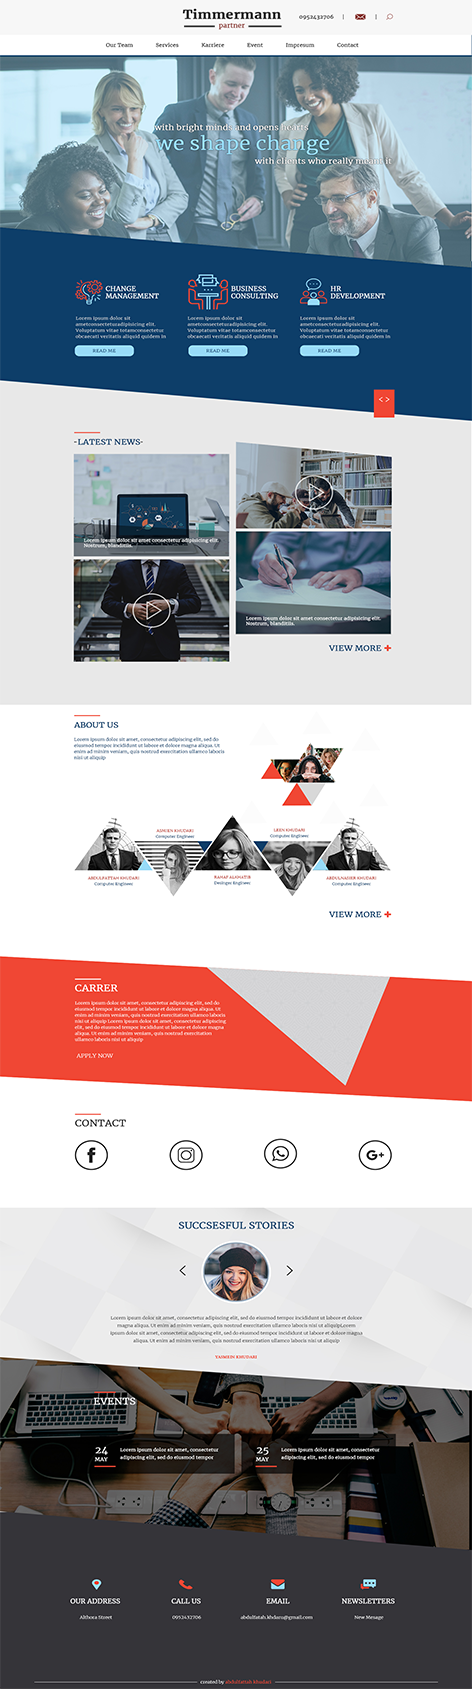 Timmermann
partner
0952432706 | | 
Our Team Services Karriere Event Impresum Contact
with bright minds and opens hearts
we shape change
with clients who really mean it
CHANGE
MANAGEMENT
Lorem ipsum dolor sit
ametconsecteturadipisicing elit.
Voluptatum vitae totamconsectetur
obcaecati veritatis aliquid quidem in
READ ME
BUSINESS
CONSULTING
Lorem ipsum dolor sit
ametconsecteturadipisicing elit.
Voluptatum vitae totamconsectetur
obcaecati veritatis aliquid quidem in
READ ME
HR
DEVELOPMENT
Lorem ipsum dolor sit
ametconsecteturadipisicing elit.
Voluptatum vitae totamconsectetur
obcaecati veritatis aliquid quidem in
READ ME
< >
-LATEST NEWS-
Lorem ipsum dolor sit amet consectetur adipisicing elit.
Nostrum, blanditiis.
Lorem ipsum dolor sit amet consectetur adipisicing elit.
Nostrum, blanditiis.
VIEW MORE +
ABOUT US
Lorem ipsum dolor sit amet, consectetur adipisicing elit, sed do
eiusmod tempor incididunt ut labore et dolore magna aliqua. Ut
enim ad minim veniam, quis nostrud exercitation ullamco laboris
nisi ut aliquip
ASMIEN KHUDARI
Computer Engineer
LEEN KHUDARI
Computer Engineer
ABDULFATTAH KHUDARI
Computer Engineer
RAHAF ALKHATIB
Desinger Engineer
ABDULNASER KHUDARI
Computer Engineer
VIEW MORE +
CARRER
Lorem ipsum dolor sit amet, consectetur adipisicing elit, sed do
eiusmod tempor incididunt ut labore et dolore magna aliqua. Ut
enim ad minim veniam, quis nostrud exercitation ullamco laboris
nisi ut aliquip Lorem ipsum dolor sit amet, consectetur adipisicing
elit, sed do eiusmod tempor incididunt ut labore et dolore magna
aliqua. Ut enim ad minim veniam, quis nostrud exercitation
ullamco laboris nisi ut aliquip
APPLY NOW
CONTACT
f G+
SUCCSESFUL STORIES
< >
Lorem ipsum dolor sit amet, consectetur adipisicing elit, sed do eiusmod tempor incididunt ut labore et dolore
magna aliqua. Ut enim ad minim veniam, quis nostrud exercitation ullamco laboris nisi ut aliquipLorem
ipsum dolor sit amet, consectetur adipisicing elit, sed do eiusmod tempor incididunt ut labore et dolore magna
aliqua. Ut enim ad minim veniam, quis nostrud exercitation ullamco laboris nisi ut aliquip
YASMEIN KHUDARI
EVENTS
24
MAY
Lorem ipsum dolor sit amet, consectetur
adipisicing elit, sed do eiusmod tempor
25
MAY
Lorem ipsum dolor sit amet, consectetur
adipisicing elit, sed do eiusmod tempor
OUR ADDRESS CALL US EMAIL NEWSLETTERS
Althora Street 0952432706 abdulfatah.khdaru@gmail.com New Mesage
created by abdulfattah khudari